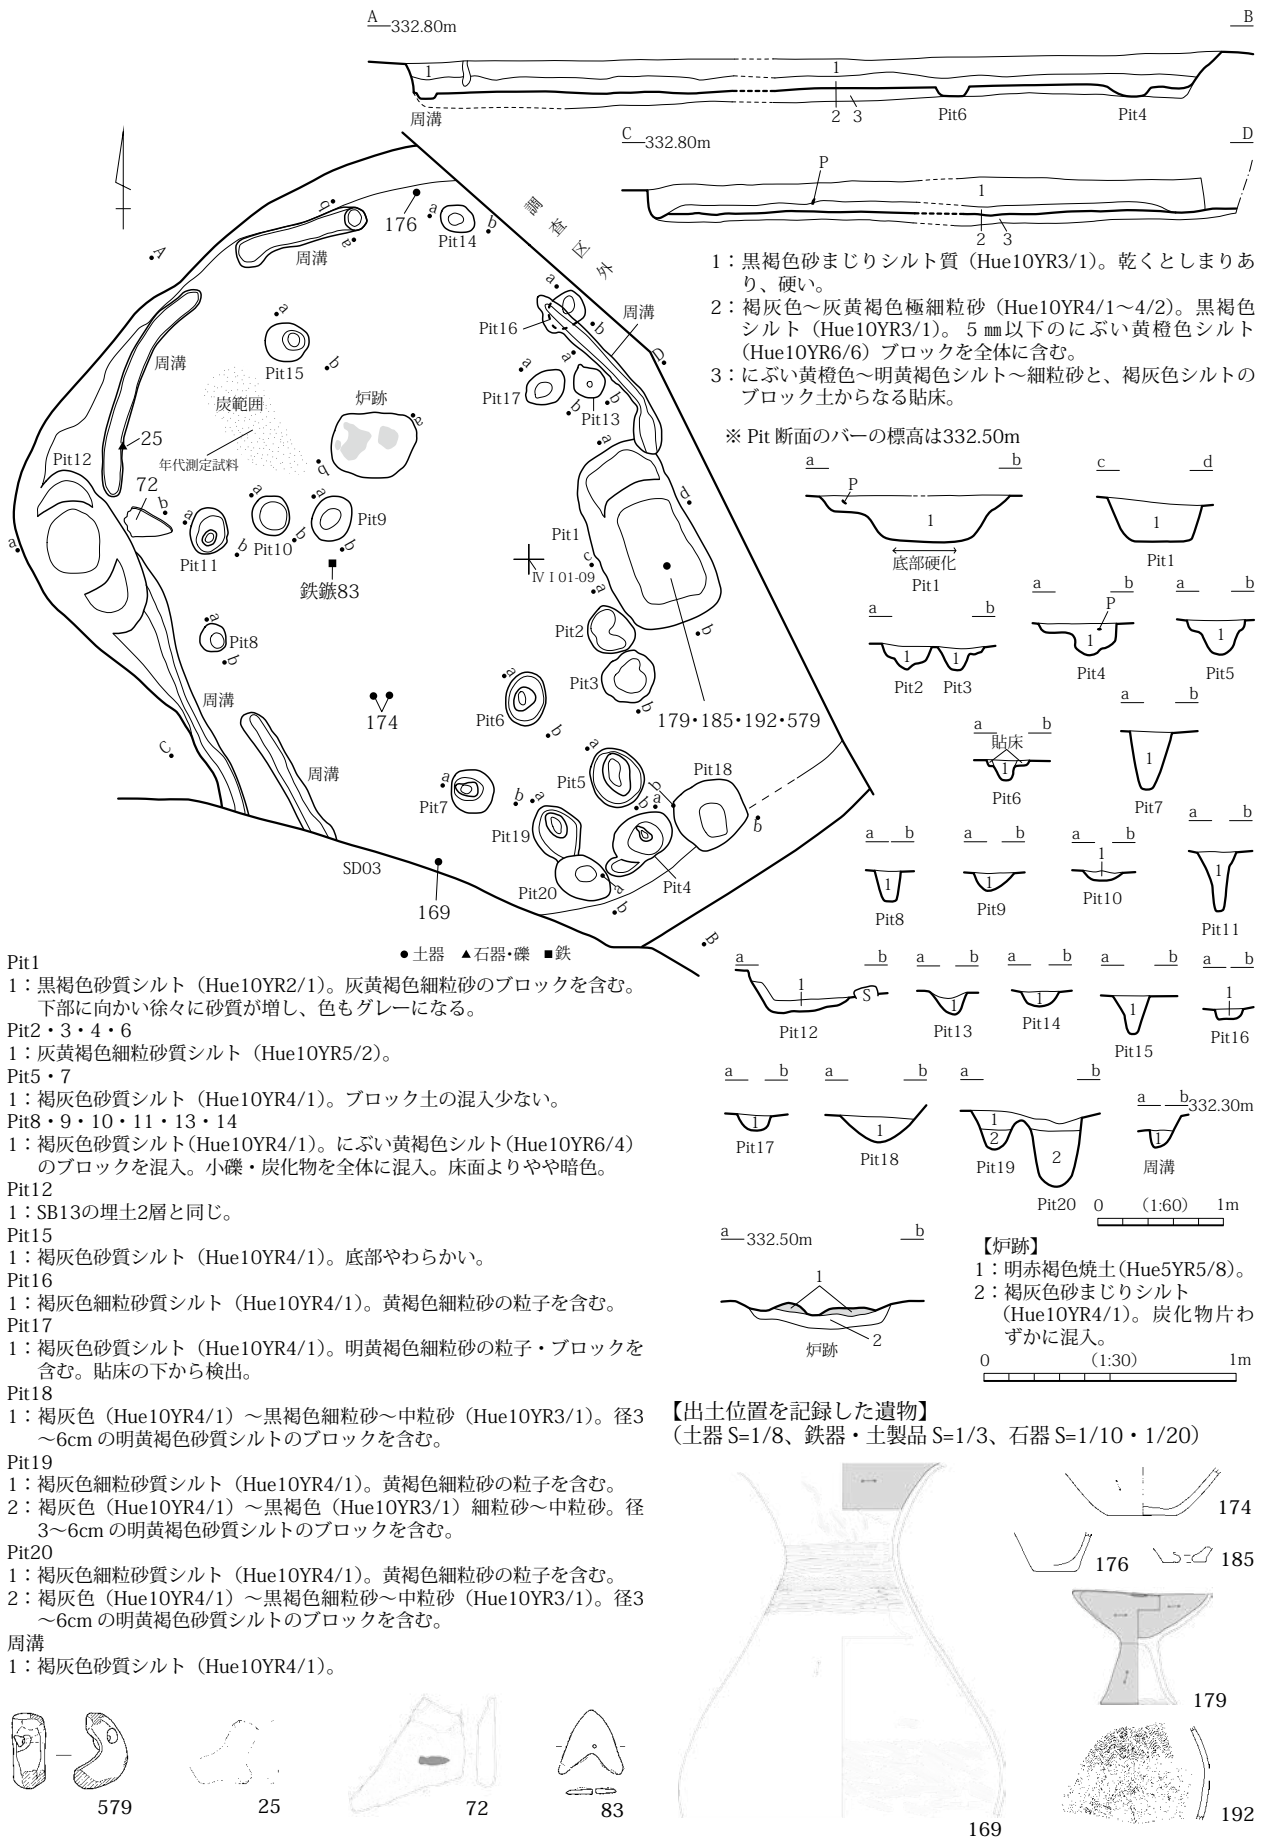 A 332.80m B
1
1
周溝
2 3
Pit6
Pit4
C 332.80m D
P
1
2 3
1：黒褐色砂まじりシルト質（Hue10YR3/1）。乾くとしまりあ
り、硬い。
2：褐灰色～灰黄褐色極細粒砂（Hue10YR4/1～4/2）。黒褐色
シルト（Hue10YR3/1）。５㎜以下のにぶい黄橙色シルト
(Hue10YR6/6）ブロックを全体に含む。
3：にぶい黄橙色～明黄褐色シルト～細粒砂と、褐灰色シルトの
ブロック土からなる貼床。
※ Pit 断面のバーの標高は332.50m
調査区外
176
a
b
Pit14
b
a
周溝
A
a
b
Pit16
周溝
D
a
b
Pit15
周溝
a
b
Pit17
a
b
Pit13
炭範囲
炉跡
a
b
25
年代測定試料
Pit12
72
a
b
a
b
Pit11
a
b
Pit10
a
b
Pit9
鉄鏃83
a
b
c
d
Pit1
Ⅳ I 01-09
a
Pit2
Pit3
b
a
Pit8
b
周溝
C
174
a
Pit6
b
179・185・192・579
周溝
a
Pit7
b
a
Pit5
b
Pit18
a
b
a
Pit19
b
Pit20
a
b
Pit4
SD03
169
B
● 土器 ▲石器・礫 ■鉄
a b
P
1
底部硬化
Pit1
c d
1
Pit1
a b
1 1
Pit2 Pit3
a b
P
1
Pit4
a b
1
Pit5
a b
貼床
1
Pit6
a b
1
Pit7
a b
1
Pit8
a b
1
Pit9
a b
1
Pit10
a b
1
Pit11
a b
1
S
Pit12
a b
1
Pit13
a b
1
Pit14
a b
1
Pit15
a b
1
Pit16
a b
1
Pit17
a b
1
Pit18
a b
1
2
Pit19
2
Pit20
a b 332.30m
1
周溝
0 (1:60) 1m
a 332.50m b
1
2
炉跡
【炉跡】
1：明赤褐色焼土(Hue5YR5/8)。
2：褐灰色砂まじりシルト
(Hue10YR4/1）。炭化物片わ
ずかに混入。
0 (1:30) 1m
Pit1
1：黒褐色砂質シルト（Hue10YR2/1）。灰黄褐色細粒砂のブロックを含む。
下部に向かい徐々に砂質が増し、色もグレーになる。
Pit2・3・4・6
1：灰黄褐色細粒砂質シルト（Hue10YR5/2）。
Pit5・7
1：褐灰色砂質シルト（Hue10YR4/1）。ブロック土の混入少ない。
Pit8・9・10・11・13・14
1：褐灰色砂質シルト(Hue10YR4/1）。にぶい黄褐色シルト(Hue10YR6/4）
のブロックを混入。小礫・炭化物を全体に混入。床面よりやや暗色。
Pit12
1：SB13の埋土2層と同じ。
Pit15
1：褐灰色砂質シルト（Hue10YR4/1）。底部やわらかい。
Pit16
1：褐灰色細粒砂質シルト（Hue10YR4/1）。黄褐色細粒砂の粒子を含む。
Pit17
1：褐灰色砂質シルト（Hue10YR4/1）。明黄褐色細粒砂の粒子・ブロックを
含む。貼床の下から検出。
Pit18
1：褐灰色（Hue10YR4/1）～黒褐色細粒砂～中粒砂（Hue10YR3/1）。径3
～6cm の明黄褐色砂質シルトのブロックを含む。
Pit19
1：褐灰色細粒砂質シルト（Hue10YR4/1）。黄褐色細粒砂の粒子を含む。
2：褐灰色（Hue10YR4/1）～黒褐色（Hue10YR3/1）細粒砂～中粒砂。径
3～6cm の明黄褐色砂質シルトのブロックを含む。
Pit20
1：褐灰色細粒砂質シルト（Hue10YR4/1）。黄褐色細粒砂の粒子を含む。
2：褐灰色（Hue10YR4/1）～黒褐色細粒砂～中粒砂（Hue10YR3/1）。径3
～6cm の明黄褐色砂質シルトのブロックを含む。
周溝
1：褐灰色砂質シルト（Hue10YR4/1）。
【出土位置を記録した遺物】
（土器 S=1/8、鉄器・土製品 S=1/3、石器 S=1/10・1/20）
174
176
185
179
192
169
579
25
72
83